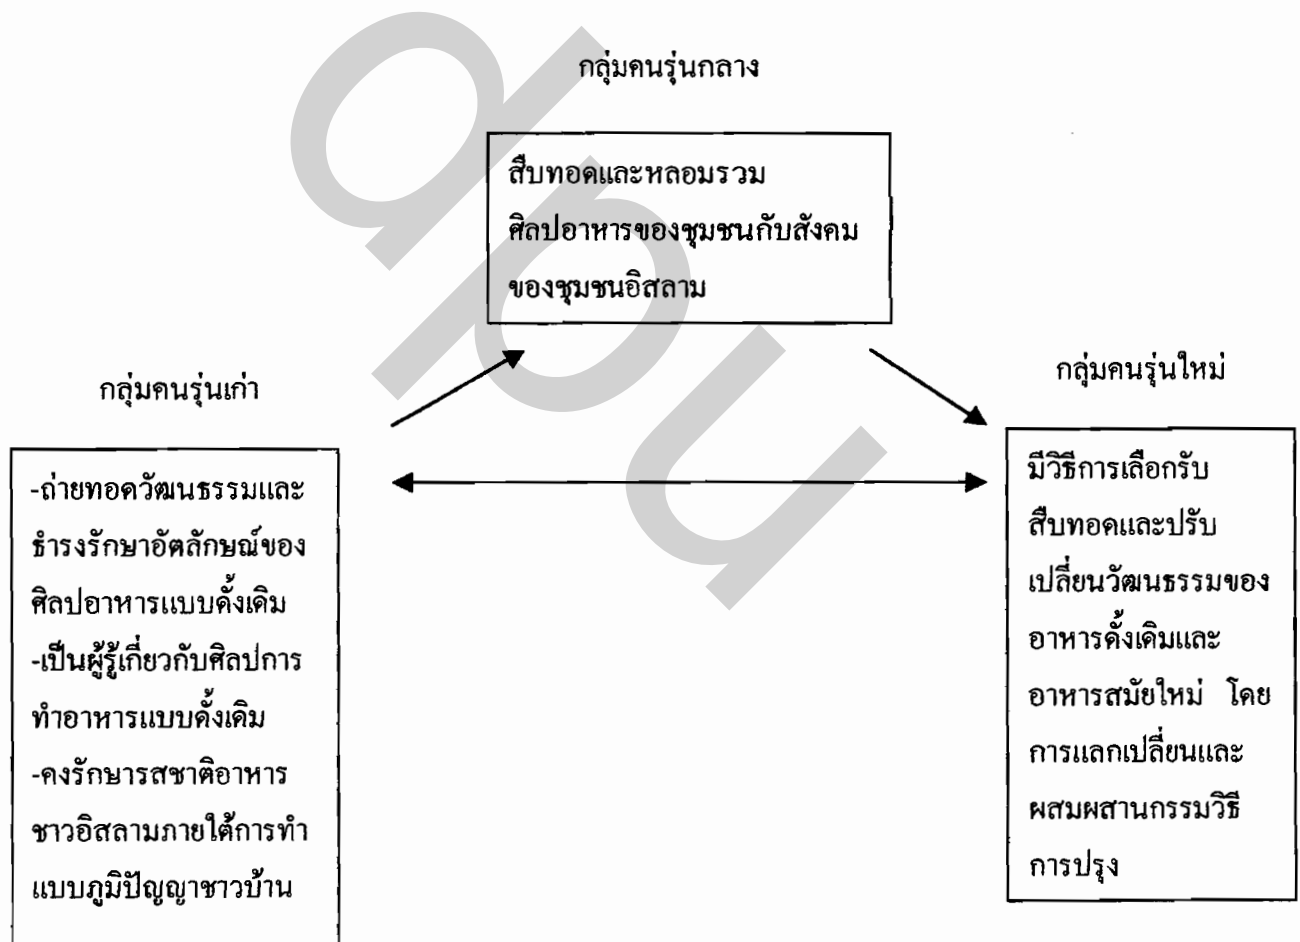 กลุ่มคนรุ่นกลาง
สืบทอดและหลอมรวม
ศิลปอาหารของชุมชนกับสังคม
ของชุมชนอิสลาม
กลุ่มคนรุ่นเก่า
-ถ่ายทอดวัฒนธรรมและ
ธำรงรักษาอัตลักษณ์ของ
ศิลปอาหารแบบดั้งเดิม
-เป็นผู้รู้เกี่ยวกับศิลปการ
ทำอาหารแบบดั้งเดิม
-คงรักษารสชาติอาหาร
ชาวอิสลามภายใต้การทำ
แบบภูมิปัญญาชาวบ้าน
กลุ่มคนรุ่นใหม่
มีวิธีการเลือกรับ
สืบทอดและปรับ
เปลี่ยนวัฒนธรรมของ
อาหารดั้งเดิมและ
อาหารสมัยใหม่ โดย
การแลกเปลี่ยนและ
ผสมผสานกรรมวิธี
การปรุง
dpu